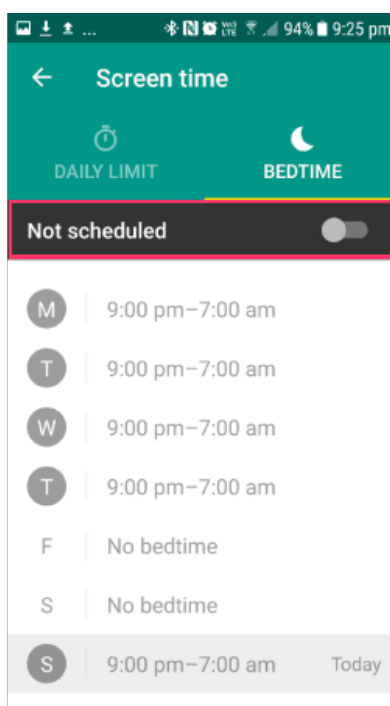 ... VoD LTE 94% 9:25 pm
Screen time
DAILY LIMIT BEDTIME
Not scheduled
M 9:00 pm–7:00 am
T 9:00 pm–7:00 am
W 9:00 pm–7:00 am
T 9:00 pm–7:00 am
F No bedtime
S No bedtime
S 9:00 pm–7:00 am Today